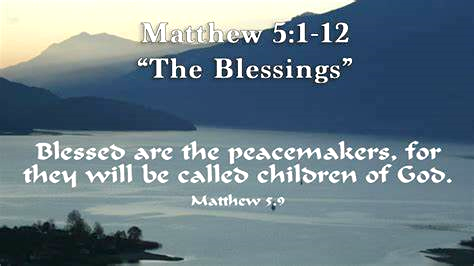 Matthew 5:1-12
“The Blessings”
Blessed are the peacemakers, for
they will be called children of God.
Matthew 5.9